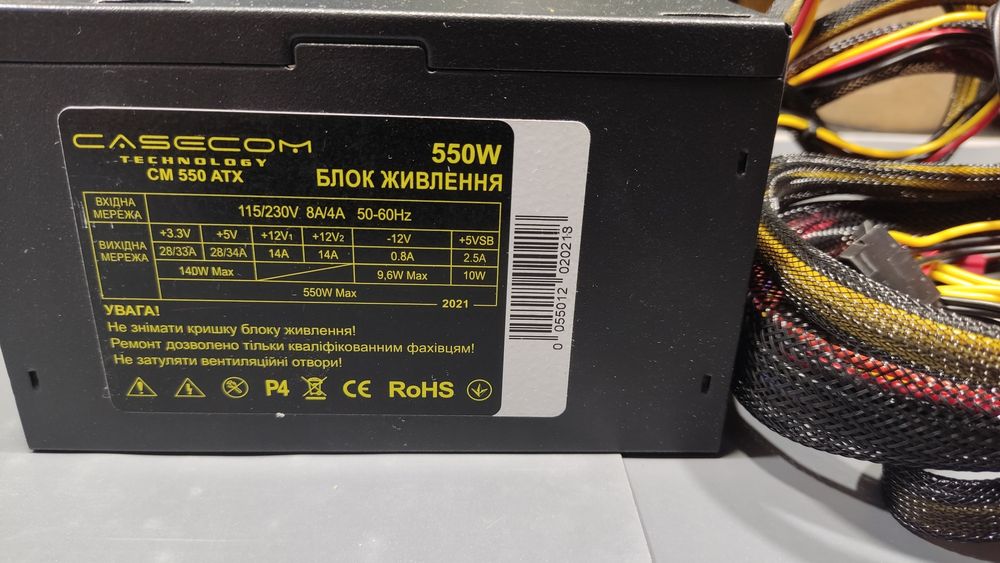 CASECOM
TECHNOLOGY
CM 550 ATX
550W
БЛОК ЖИВЛЕННЯ
ВХІДНА МЕРЕЖА 115/230V 8A/4A 50-60Hz
ВИХІДНА МЕРЕЖА
+3.3V +5V +12V1 +12V2 -12V +5VSB
28/33A 28/34A 14A 14A 0.8A 2.5A
140W Max 9,6W Max 10W
550W Max
2021
УВАГА!
Не знімати кришку блоку живлення!
Ремонт дозволено тільки кваліфікованим фахівцям!
Не затуляти вентиляційні отвори!
P4 CE RoHS
0 055012 020218